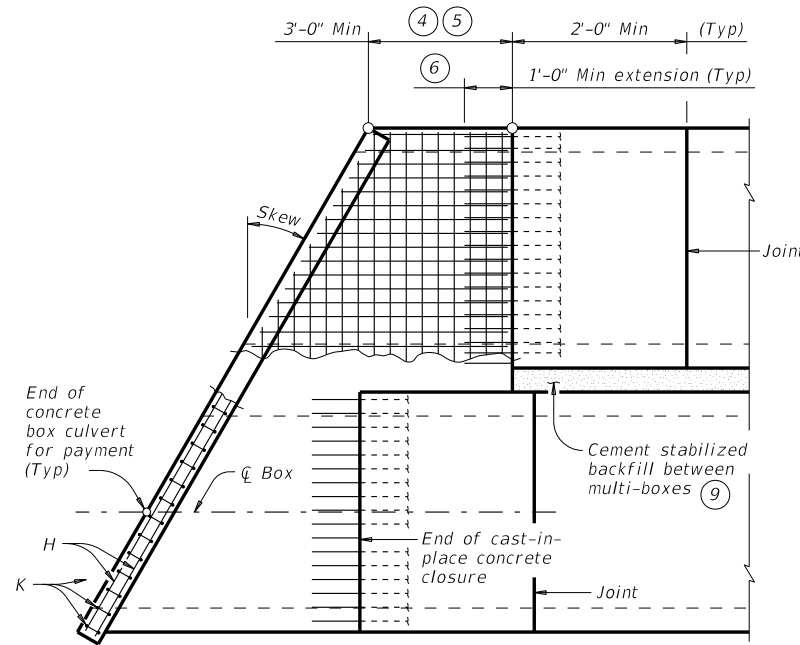 3'-0" Min
4 5
2'-0" Min
(Typ)
6
1'-0" Min extension (Typ)
Skew
Joint
End of
concrete
box culvert
for payment
(Typ)
℄ Box
Cement stabilized
backfill between
multi-boxes 9
H
End of cast-in-
place concrete
closure
K
Joint